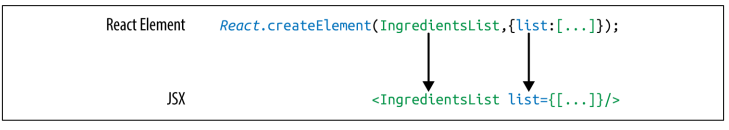 React Element React.createElement(IngredientsList,{list:[...]});
JSX <IngredientsList list={[...]}/>